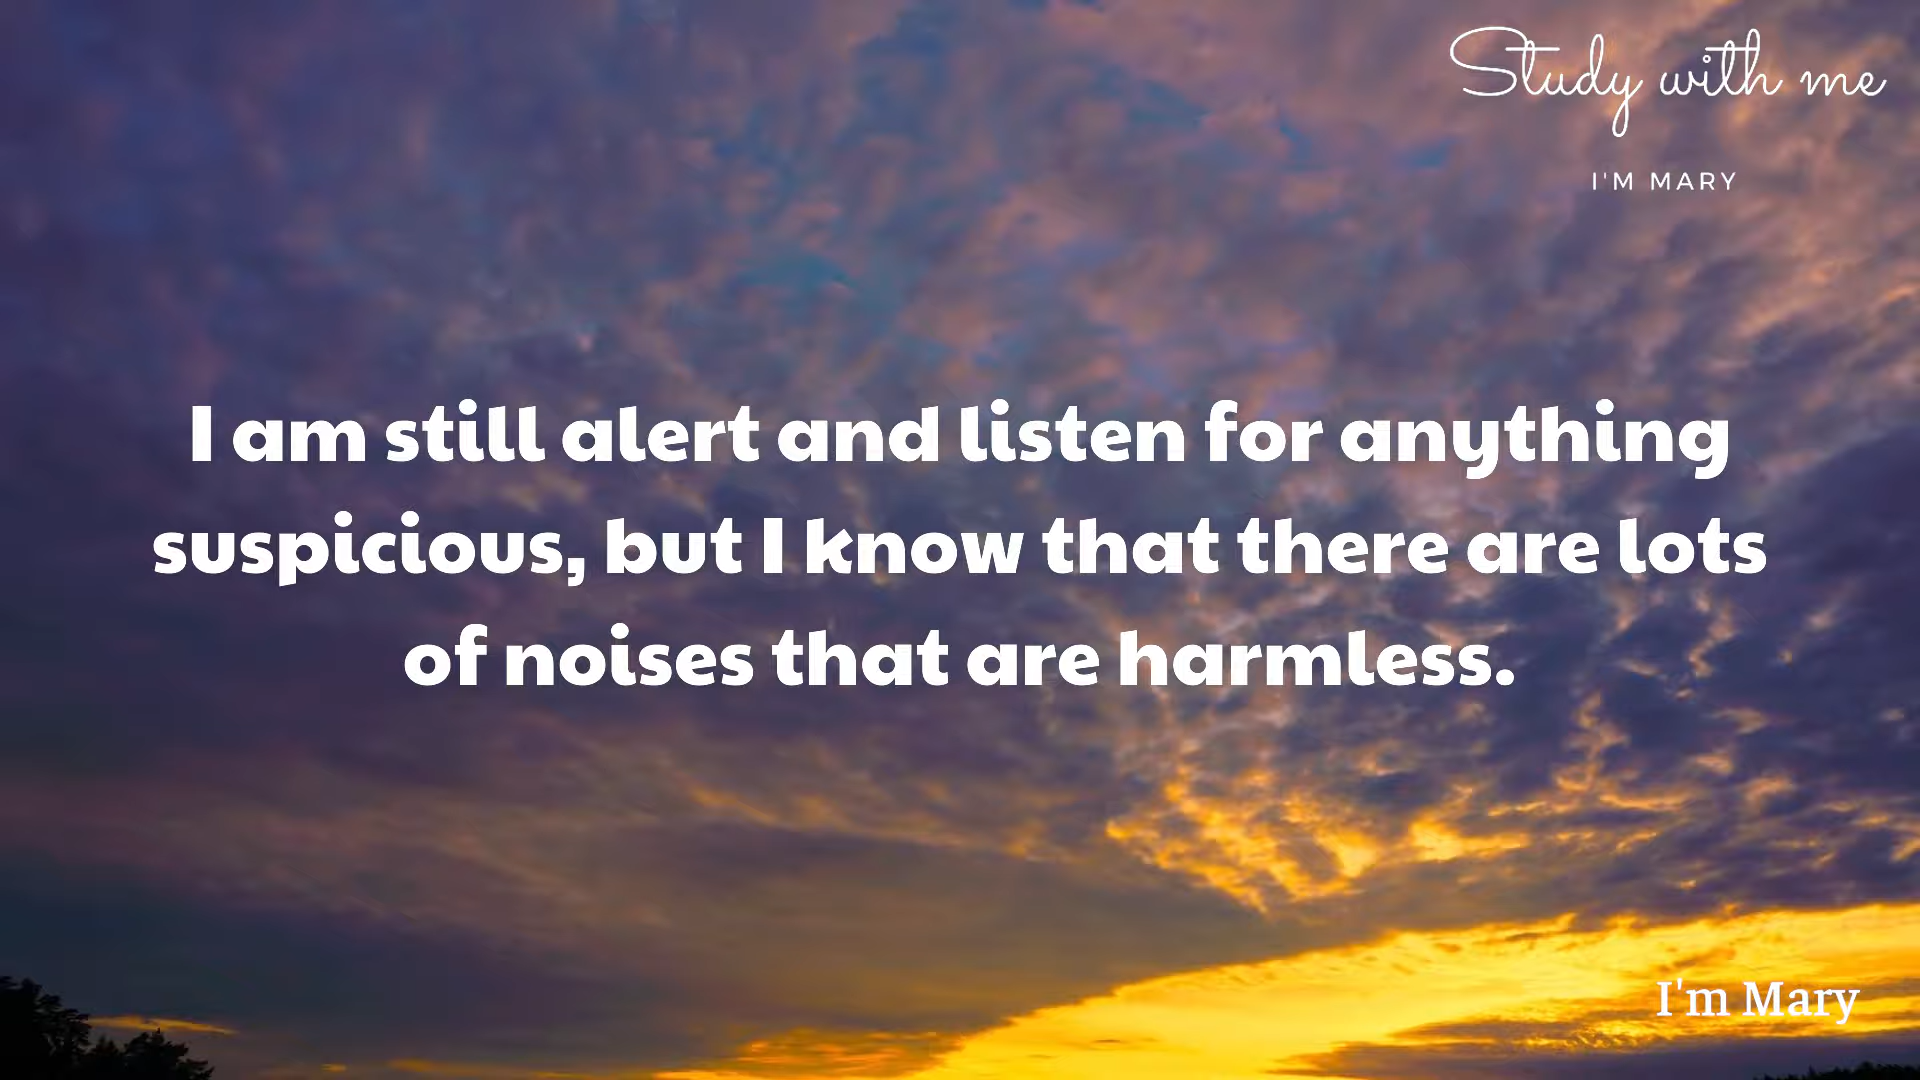 Study with me
I'M MARY
I am still alert and listen for anything
suspicious, but I know that there are lots
of noises that are harmless.
I'm Mary